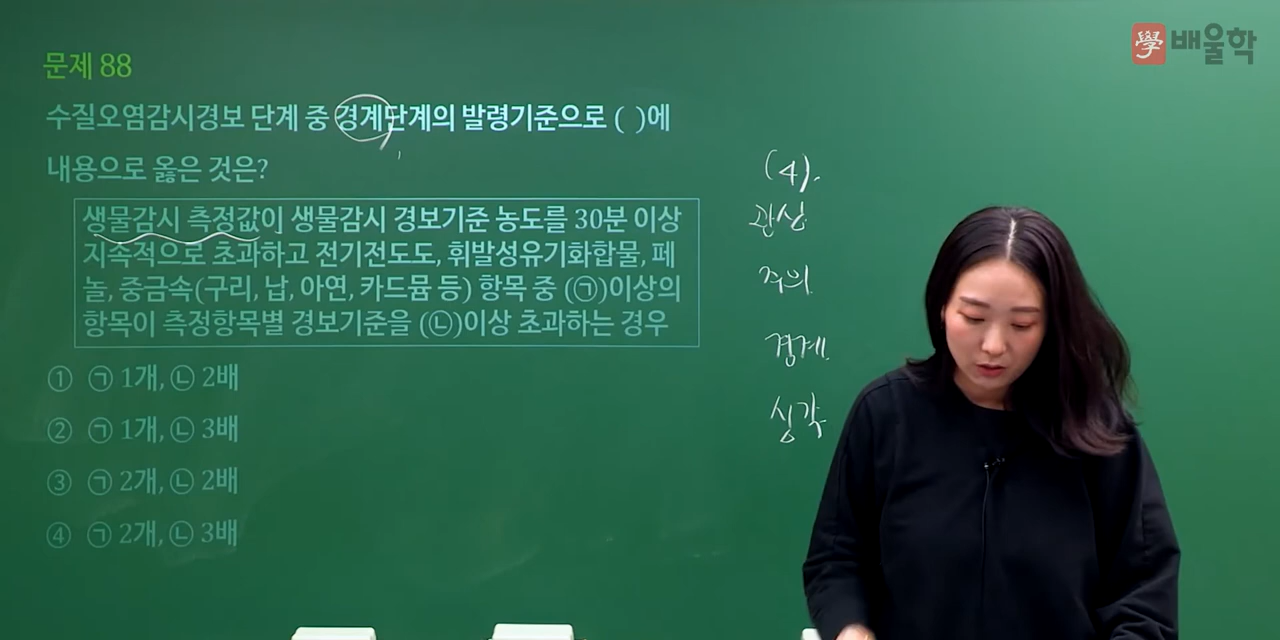 學 배울학
문제 88
수질오염감시경보 단계 중 경계단계의 발령기준으로 ( )에
내용으로 옳은 것은?
생물감시 측정값이 생물감시 경보기준 농도를 30분 이상
지속적으로 초과하고 전기전도도, 휘발성유기화합물, 페
놀, 중금속(구리, 납, 아연, 카드뮴 등) 항목 중 (㉠)이상의
항목이 측정항목별 경보기준을 (㉡)이상 초과하는 경우
① ㉠ 1개, ㉡ 2배
② ㉠ 1개, ㉡ 3배
③ ㉠ 2개, ㉡ 2배
④ ㉠ 2개, ㉡ 3배
(4).
관심
주의
경계
심각